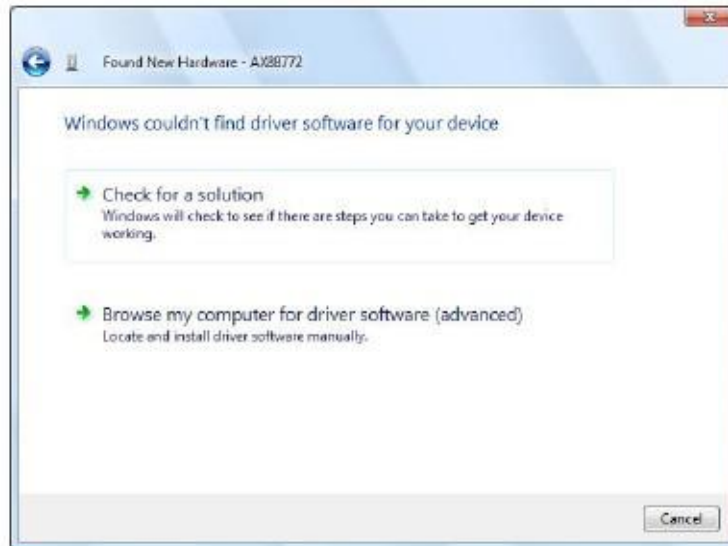 Found New Hardware - AX88772
Windows couldn't find driver software for your device
Check for a solution
Windows will check to see if there are steps you can take to get your device
working.
Browse my computer for driver software (advanced)
Locate and install driver software manually.
Cancel